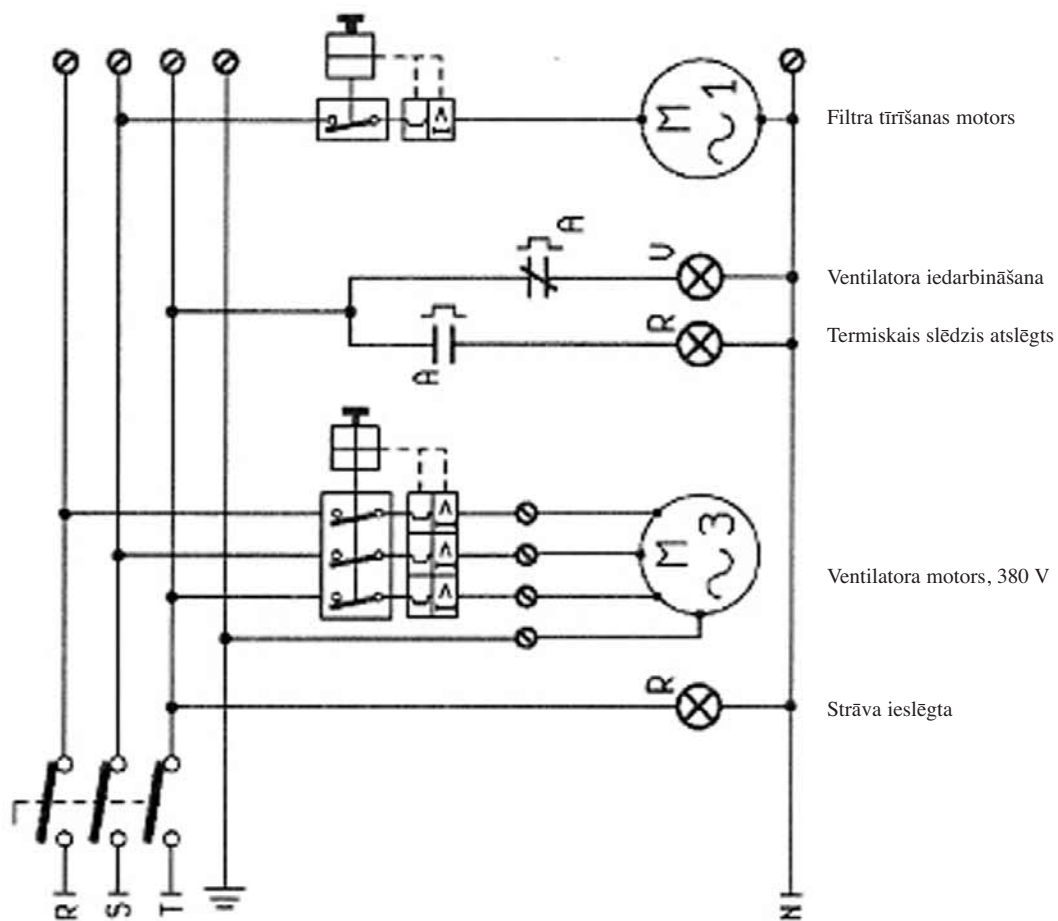 M 1
Filtra tīrīšanas motors
A
U
Ventilatora iedarbināšana
R
Termiskais slēdzis atslēgts
A
M 3
Ventilatora motors, 380 V
R
Strāva ieslēgta
R S T N